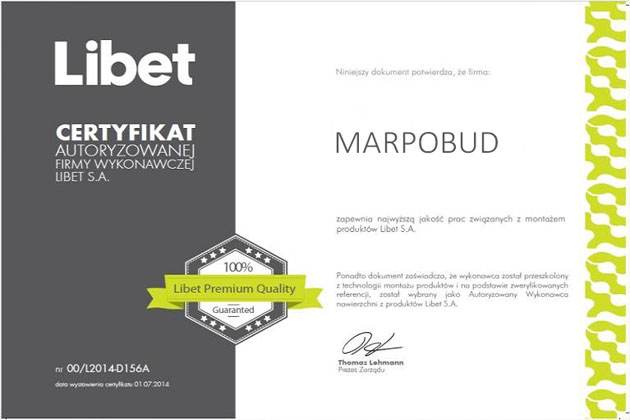 Libet
CERTYFIKAT
AUTORYZOWANEJ
FIRMY WYKONAWCZEJ
LIBET S.A.
100%
Libet Premium Quality
Guaranted
nr 00/L2014-D156A
data wystawienia certyfikatu 01.07.2014
Niniejszy dokument potwierdza, że firma:
MARPOBUD
zapewnia najwyższą jakość prac związanych z montażem
produktów Libet S.A.
Ponadto dokument zaświadcza, że wykonawca został przeszkolony
z technologii montażu produktów i na podstawie zweryfikowanych
referencji, został wybrany jako Autoryzowany Wykonawca
nawierzchni z produktów Libet S.A.
Thomas Lehmann
Prezes Zarządu